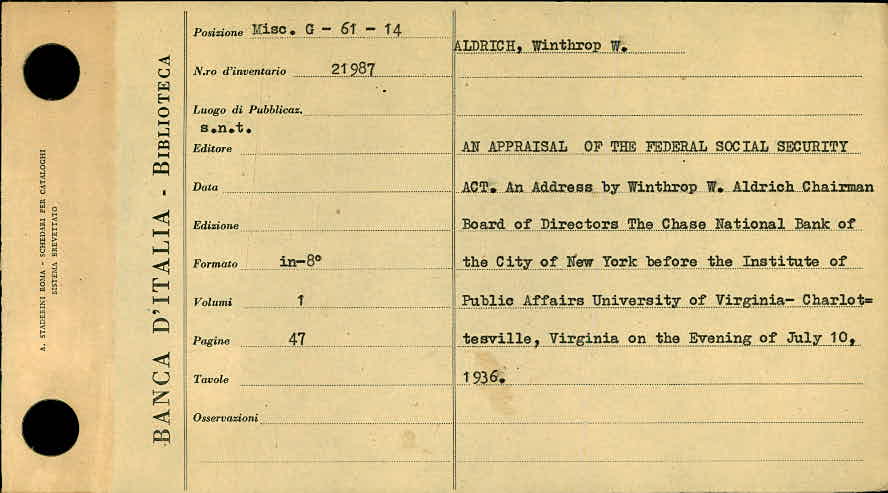 A. STADERINI ROMA - SCHEDARI PER CATALOGHI
SISTEMA BREVETTATO
BANCA D'ITALIA - BIBLIOTECA
Posizione Misc. G - 61 - 14
N.ro d'inventario 21987
Luogo di Pubblicaz.
s.n.t.
Editore
Data
Edizione
Formato in-8°
Volumi 1
Pagine 47
Tavole
Osservazioni
ALDRICH, Winthrop W.
AN APPRAISAL OF THE FEDERAL SOCIAL SECURITY
ACT. An Address by Winthrop W. Aldrich Chairman
Board of Directors The Chase National Bank of
the City of New York before the Institute of
Public Affairs University of Virginia- Charlot=
tesville, Virginia on the Evening of July 10,
1936.